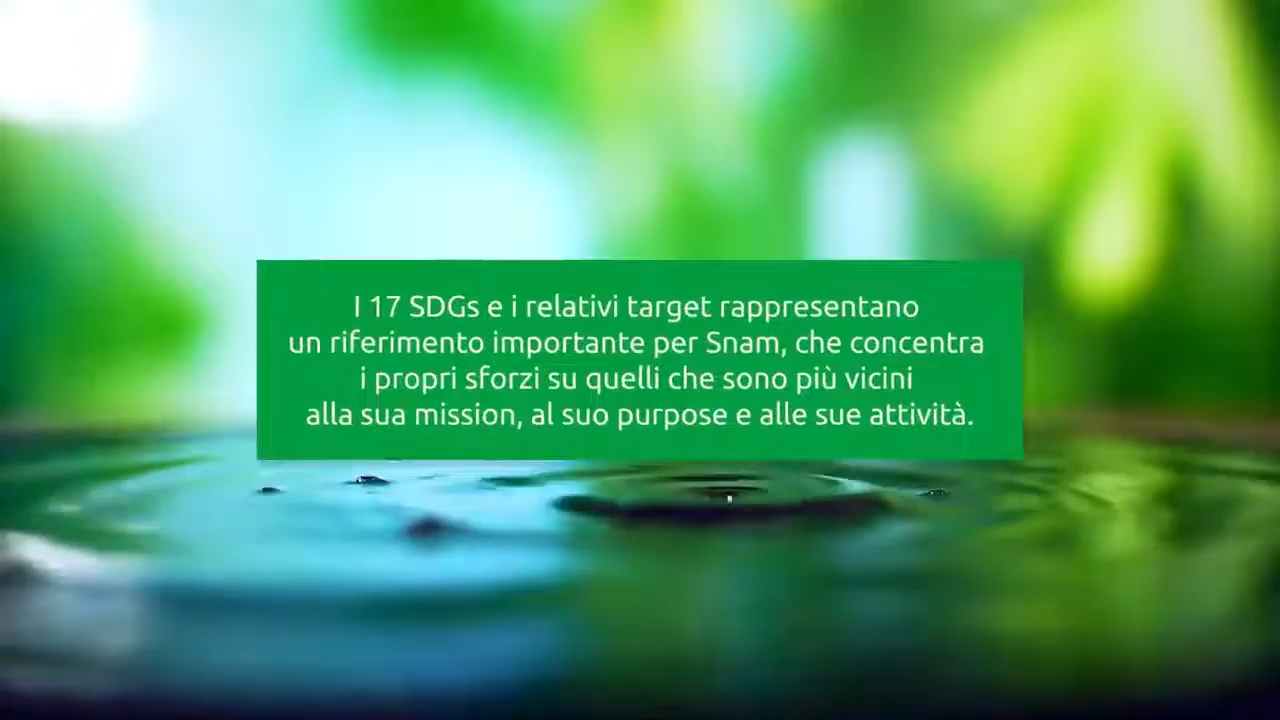 I 17 SDGs e i relativi target rappresentano
un riferimento importante per Snam, che concentra
i propri sforzi su quelli che sono più vicini
alla sua mission, al suo purpose e alle sue attività.